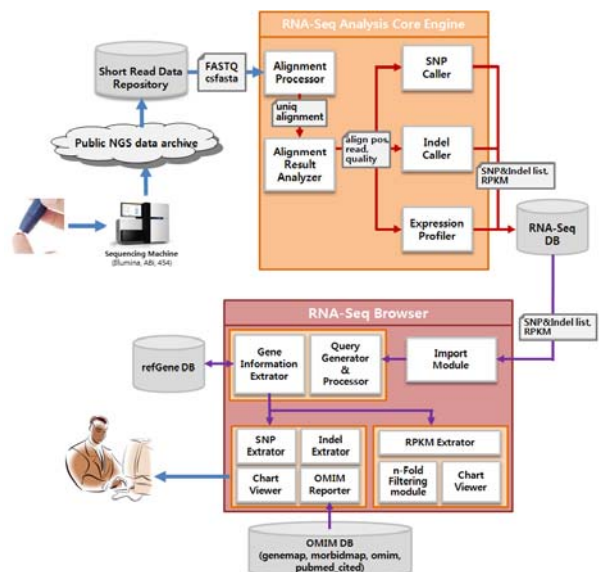 RNA-Seq Analysis Core Engine
Short Read Data
Repository
FASTQ
csfasta
Alignment
Processor
SNP
Caller
uniq
alignment
Public NGS data archive
Alignment
Result
Analyzer
align pos,
read,
quality
Indel
Caller
SNP&Indel list,
RPKM
Expression
Profiler
RNA-Seq
DB
Sequencing Machine
(Illumina, ABi, 454)
RNA-Seq Browser
SNP&Indel list,
RPKM
refGene DB
Gene
Information
Extrator
Query
Generator
&
Processor
Import
Module
SNP
Extrator
Indel
Extrator
RPKM Extrator
Chart
Viewer
OMIM
Reporter
n-Fold
Filtering
module
Chart
Viewer
OMIM DB
(genemap, morbidmap, omim,
pubmed_cited)